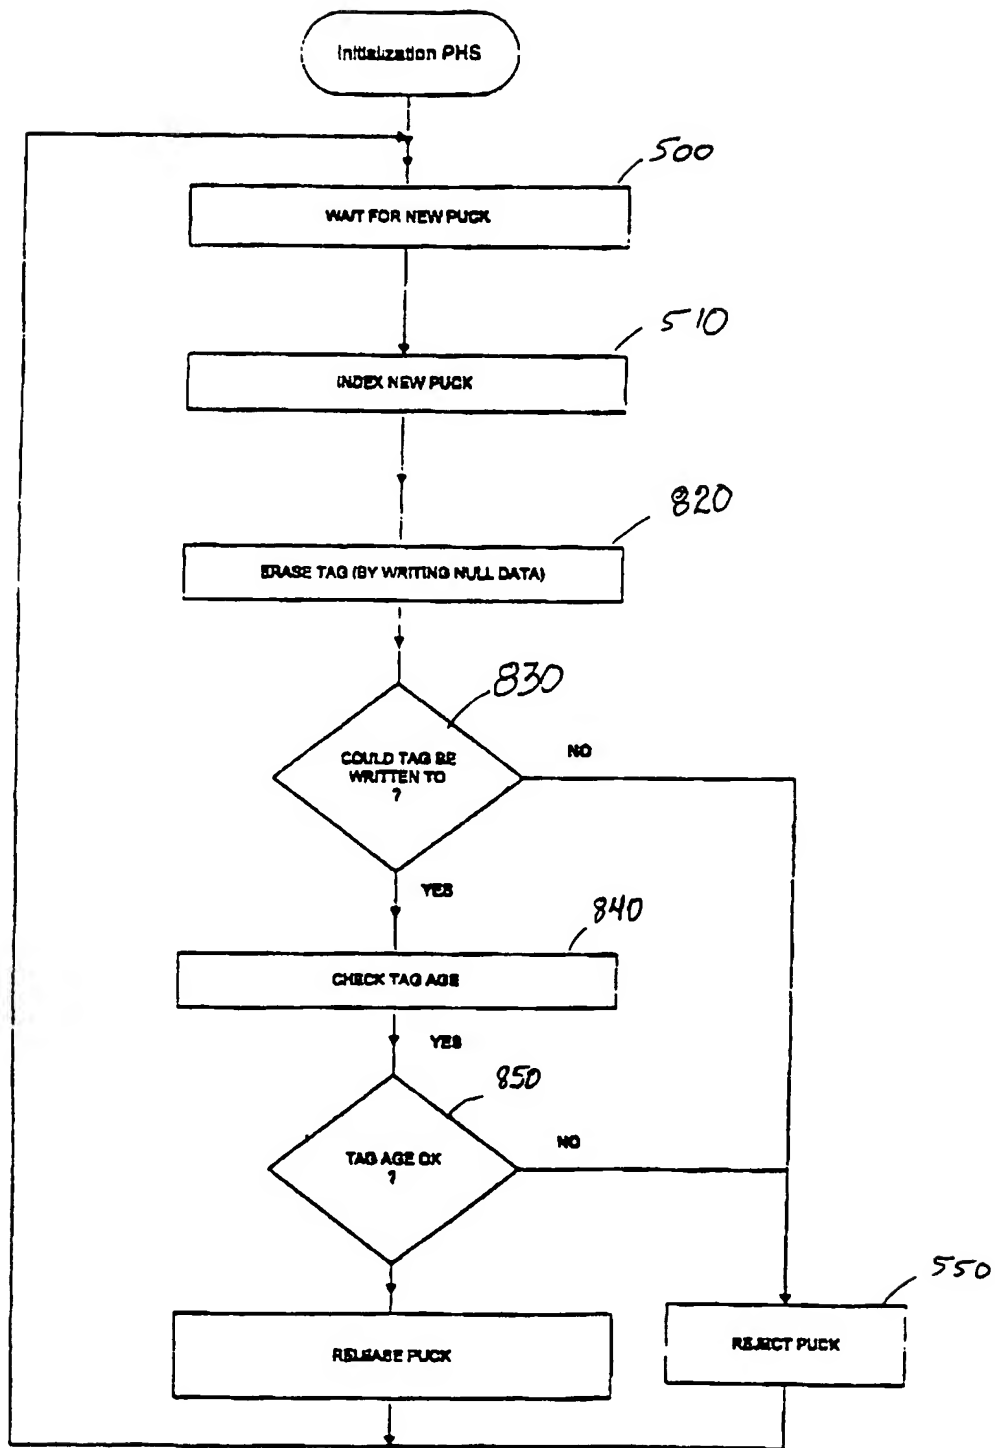 Initialization PHS
500
WAIT FOR NEW PUCK
510
INDEX NEW PUCK
820
ERASE TAG (BY WRITING NULL DATA)
830
COULD TAG BE
WRITTEN TO
?
NO
YES
840
CHECK TAG AGE
YES
850
TAG AGE OK
?
NO
550
RELEASE PUCK
REJECT PUCK